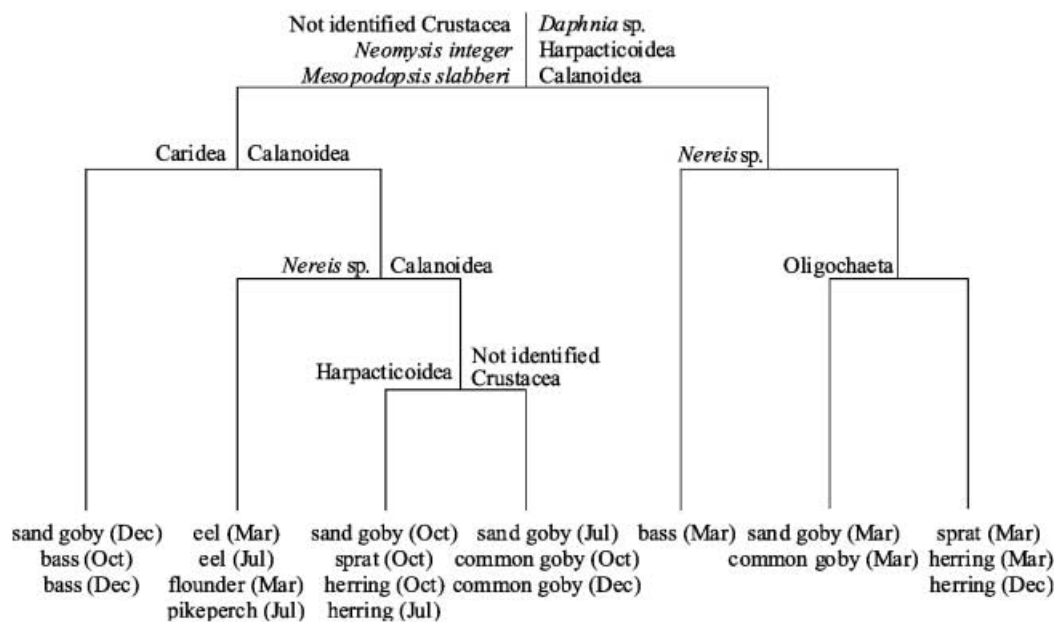 Not identified Crustacea
Daphnia sp.
Neomysis integer
Harpacticoidea
Mesopodopsis slabberi
Calanoidea
Caridea
Calanoidea
Nereis sp.
Nereis sp.
Calanoidea
Oligochaeta
Harpacticoidea
Not identified
Crustacea
sand goby (Dec)
bass (Oct)
bass (Dec)
eel (Mar)
eel (Jul)
flounder (Mar)
pikeperch (Jul)
sand goby (Oct)
sprat (Oct)
herring (Oct)
herring (Jul)
sand goby (Jul)
common goby (Oct)
common goby (Dec)
bass (Mar)
sand goby (Mar)
common goby (Mar)
sprat (Mar)
herring (Mar)
herring (Dec)